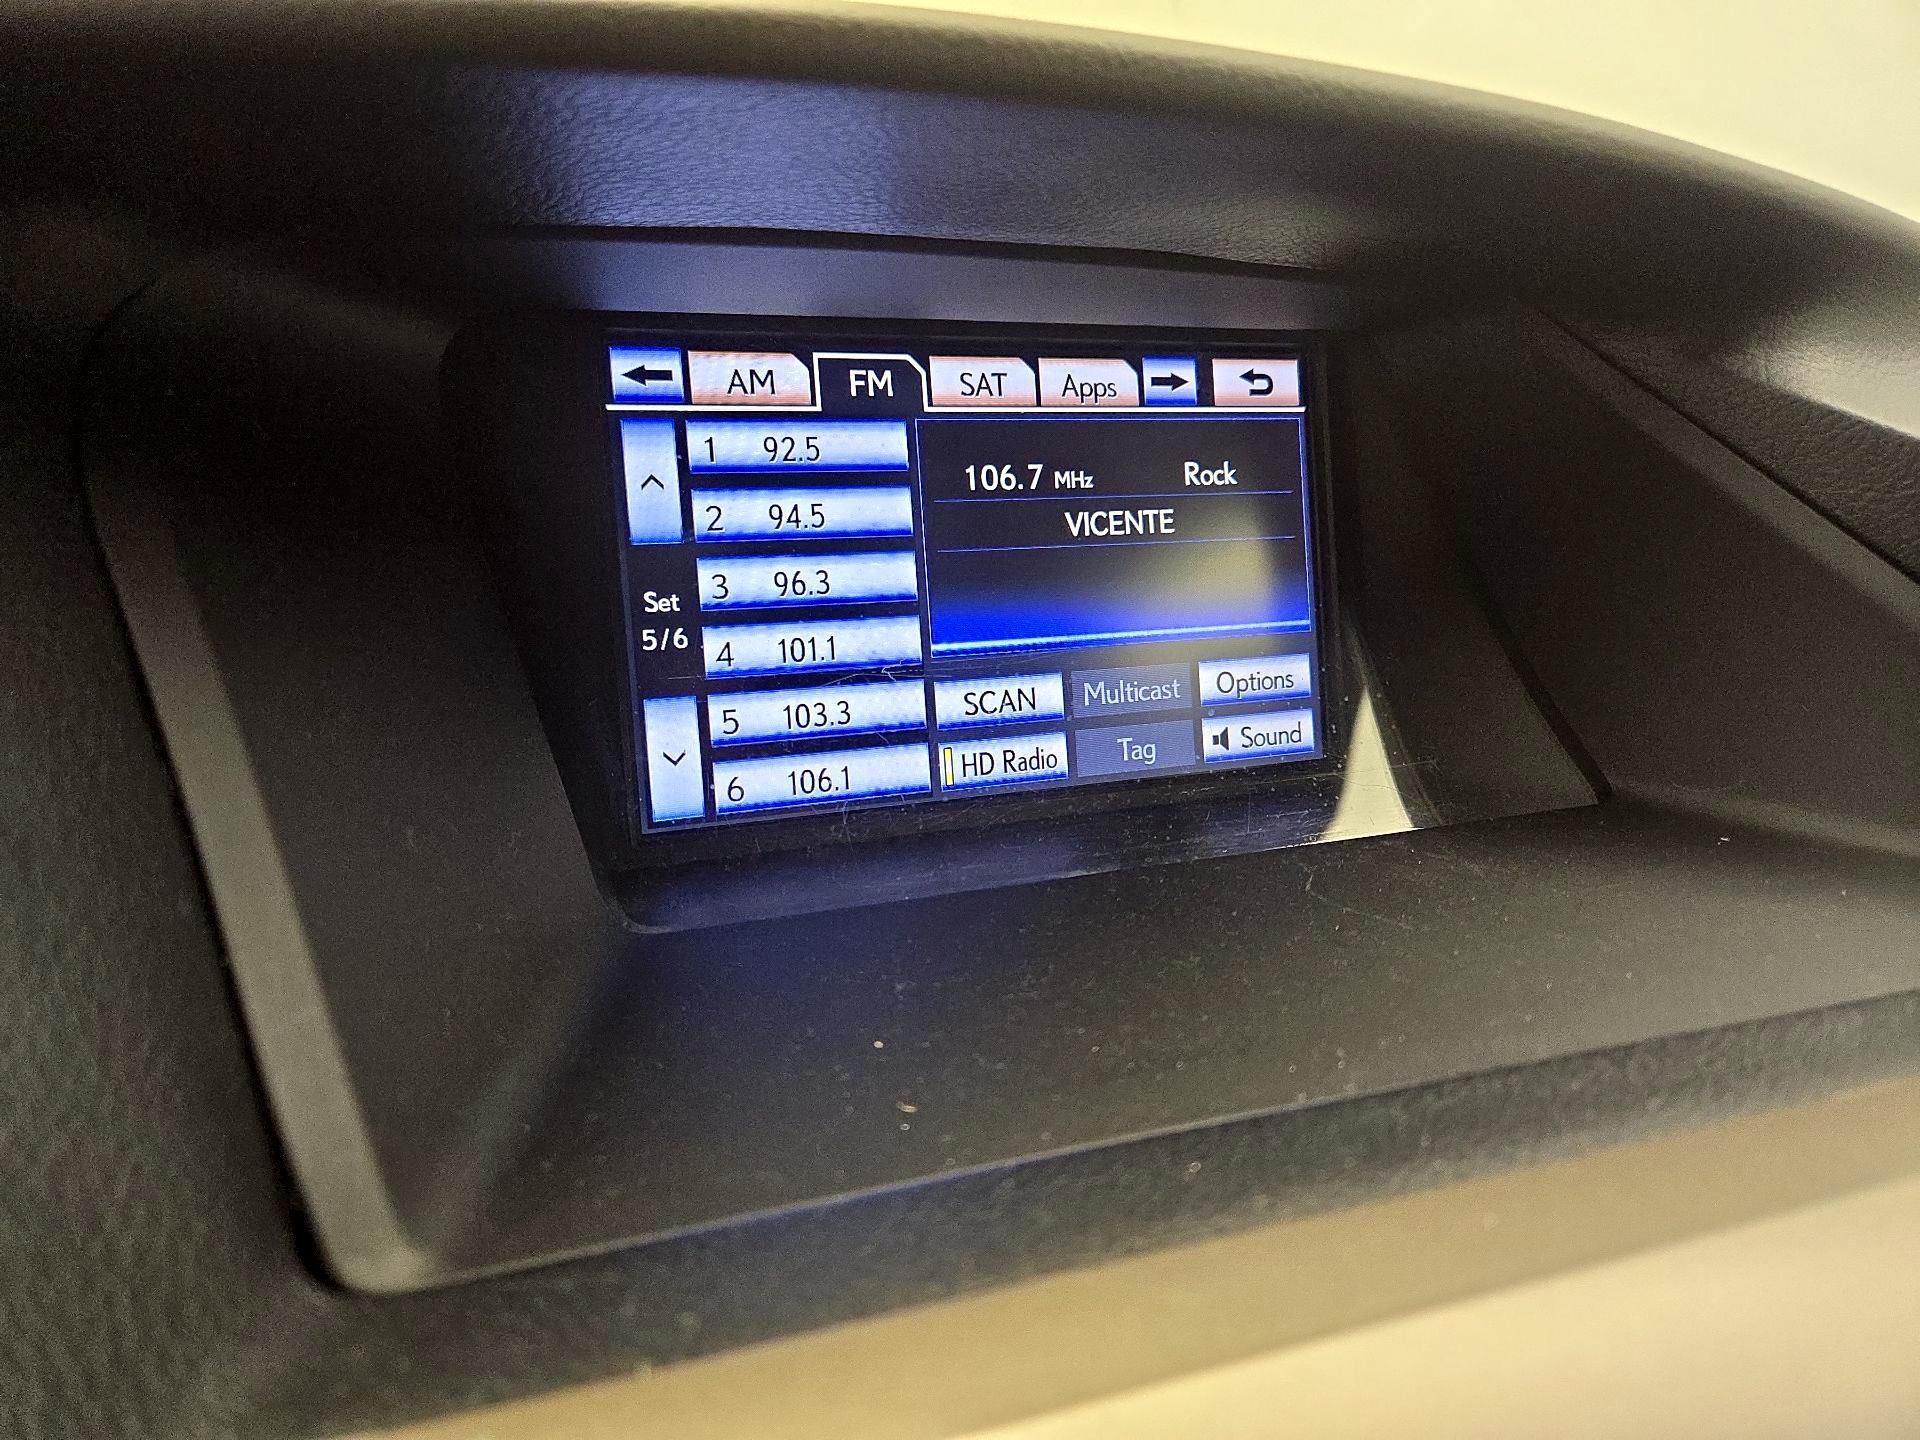 AM FM SAT Apps
1 92.5
2 94.5
3 96.3
4 101.1
5 103.3
6 106.1
Set
5/6
106.7 MHz Rock
VICENTE
SCAN Multicast Options
HD Radio Tag Sound